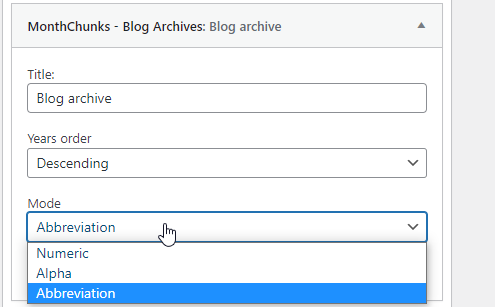 MonthChunks - Blog Archives: Blog archive
Title:
Blog archive
Years order
Descending
Mode
Abbreviation
Numeric
Alpha
Abbreviation